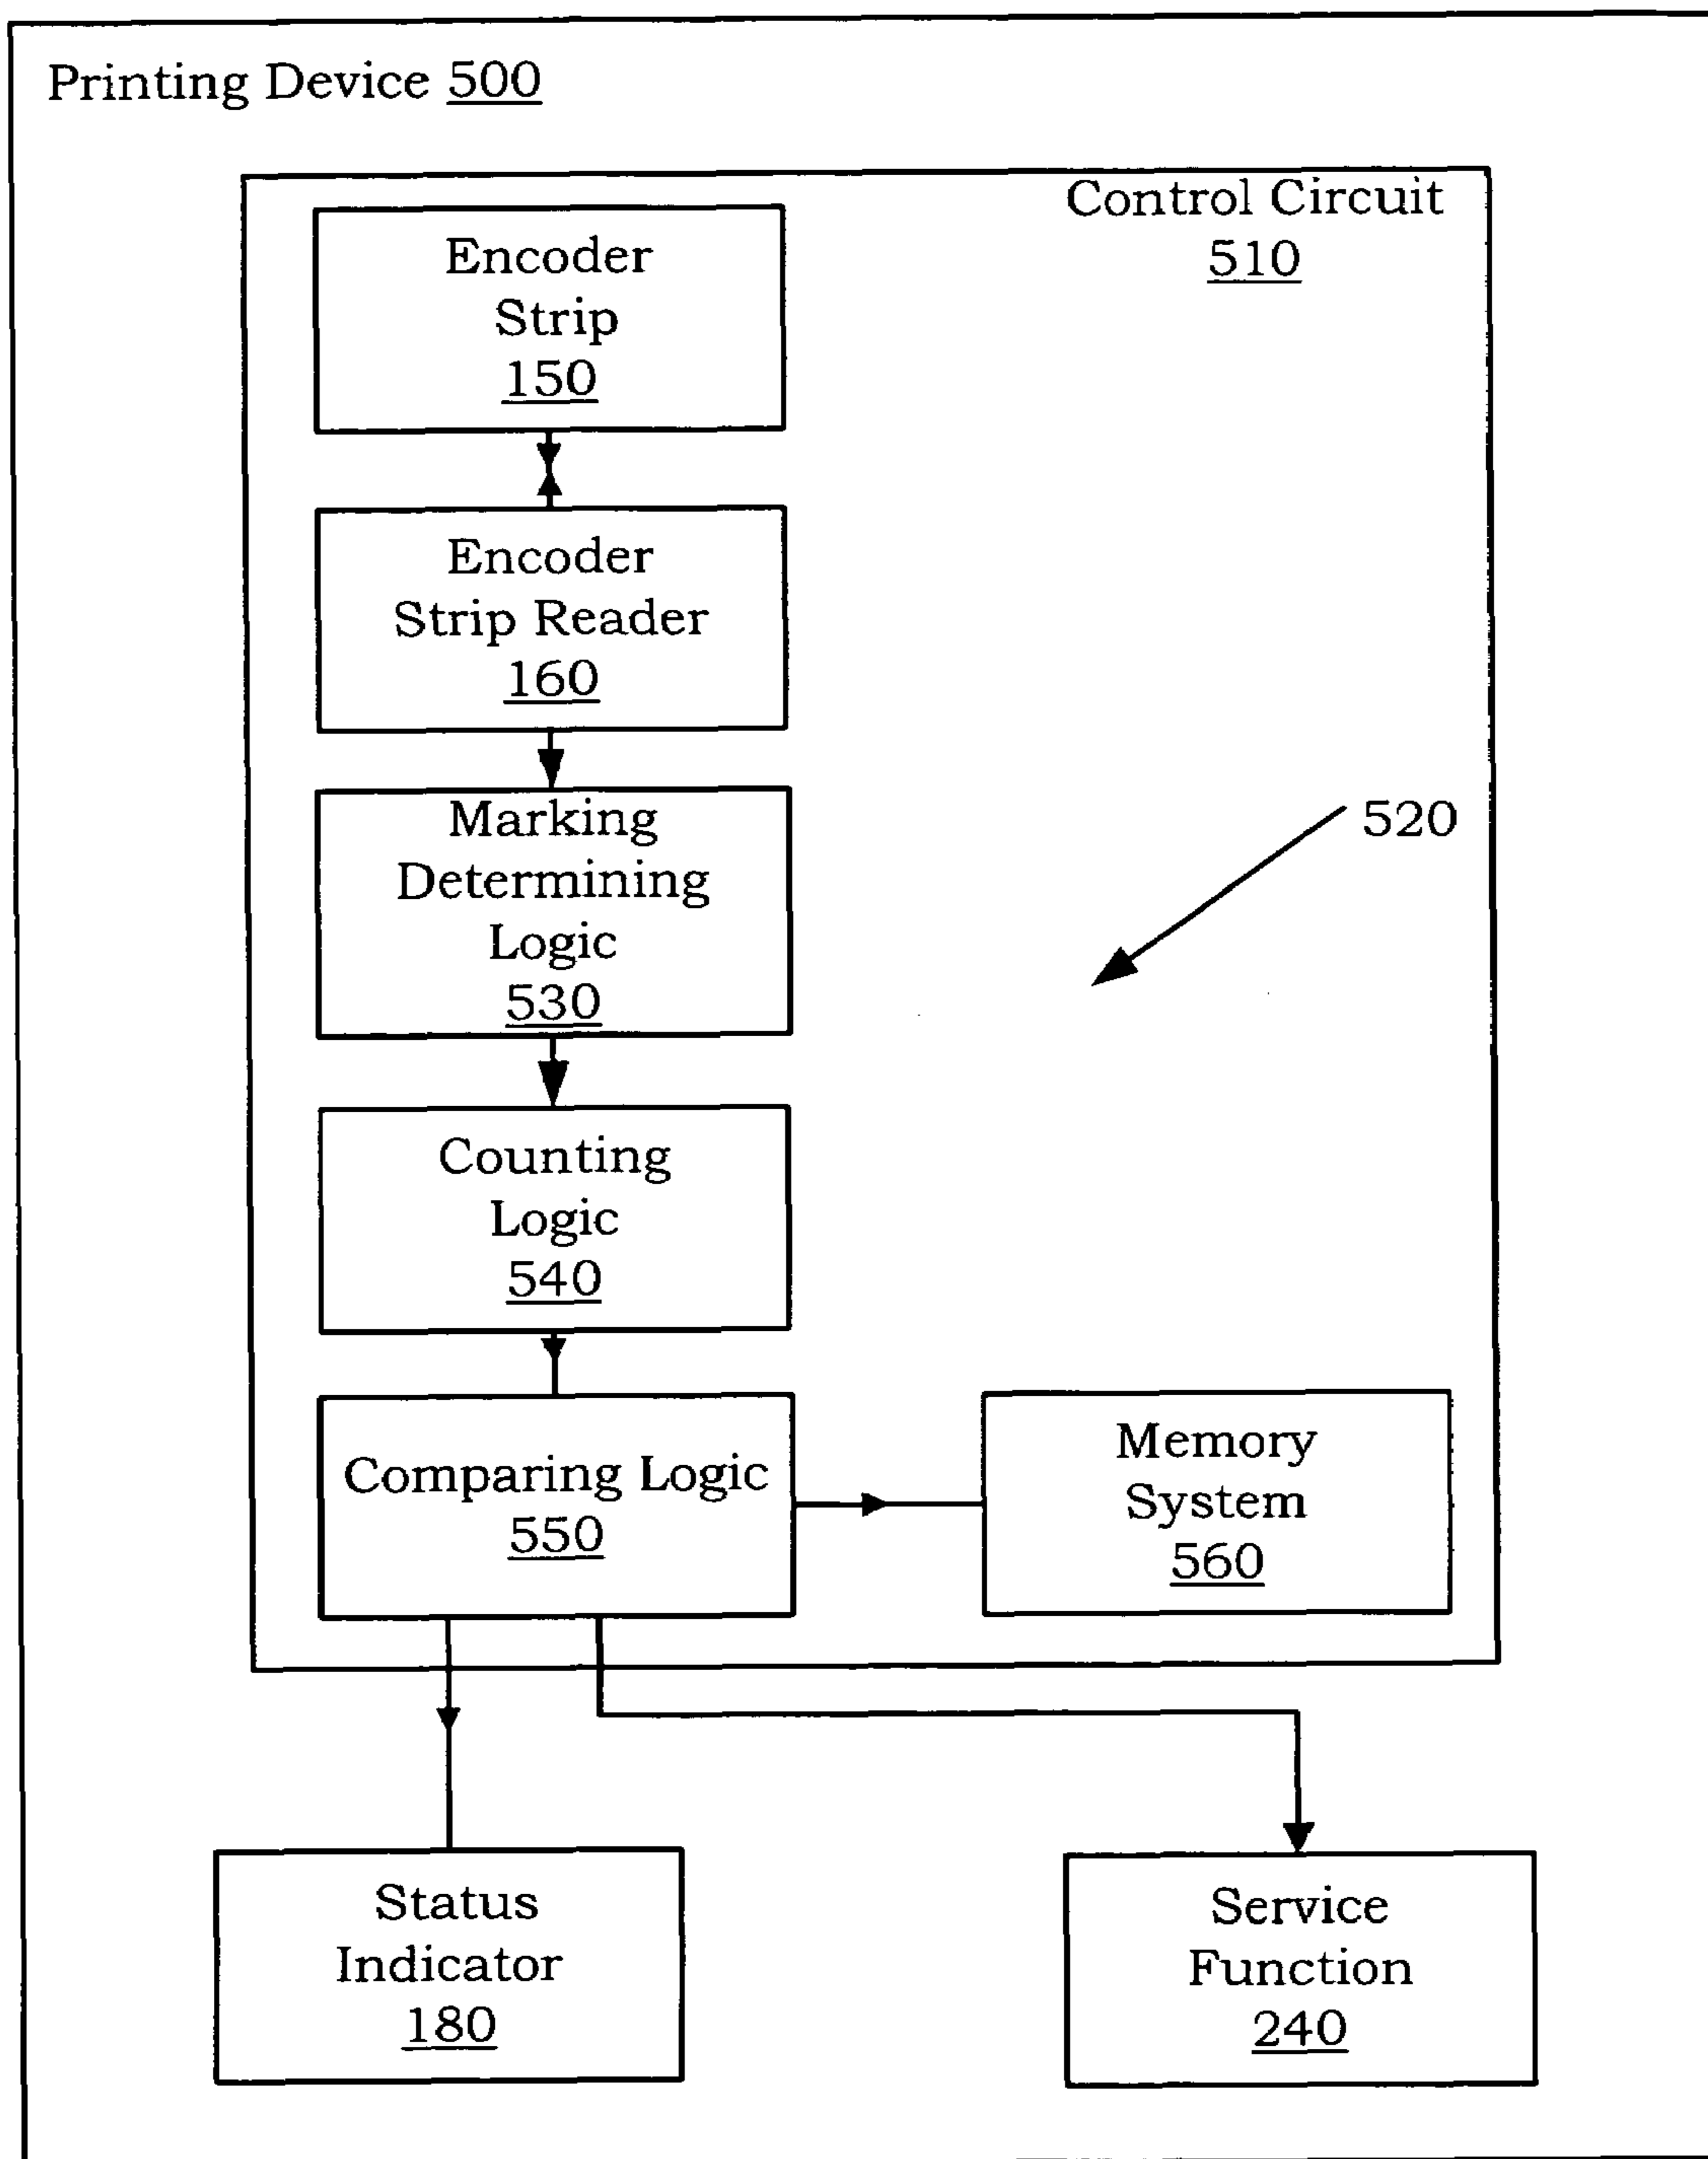 Printing Device 500
Control Circuit
510
Encoder
Strip
150
Encoder
Strip Reader
160
Marking
Determining
Logic
530
520
Counting
Logic
540
Comparing Logic
550
Memory
System
560
Status
Indicator
180
Service
Function
240